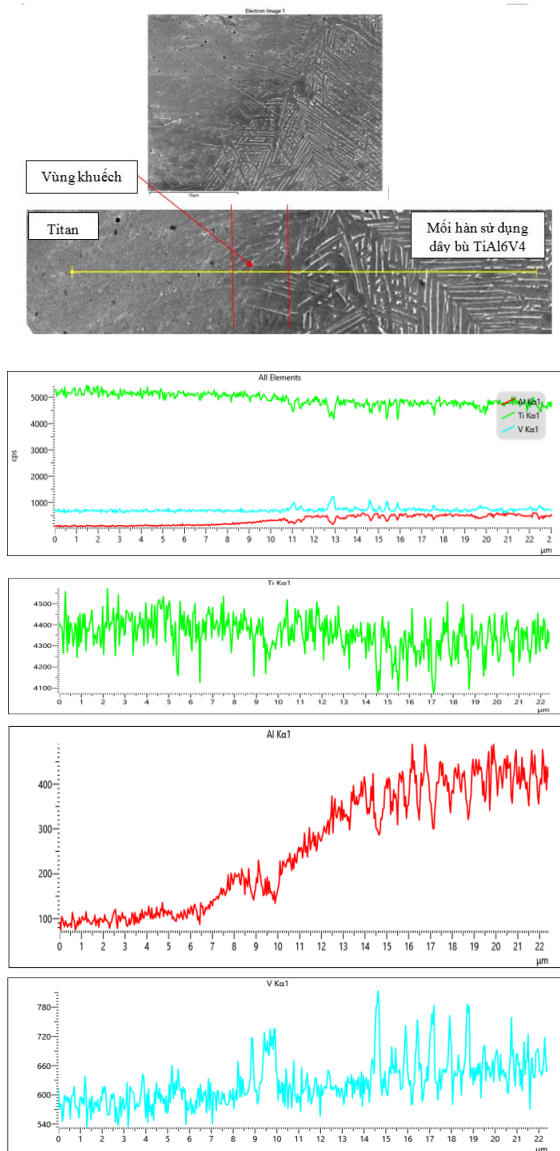 Electron Image 1
10μm
Vùng khuếch
Titan
Mối hàn sử dụng
dây bù TiAl6V4
All Elements
cps
5000
4000
3000
2000
1000
Al Kα1
Ti Kα1
V Kα1
0 1 2 3 4 5 6 7 8 9 10 11 12 13 14 15 16 17 18 19 20 21 22 2
μm
Ti Kα1
4500
4400
4300
4200
4100
0 1 2 3 4 5 6 7 8 9 10 11 12 13 14 15 16 17 18 19 20 21 22
μm
Al Kα1
400
300
200
100
0 1 2 3 4 5 6 7 8 9 10 11 12 13 14 15 16 17 18 19 20 21 22
μm
V Kα1
780
720
660
600
540
0 1 2 3 4 5 6 7 8 9 10 11 12 13 14 15 16 17 18 19 20 21 22